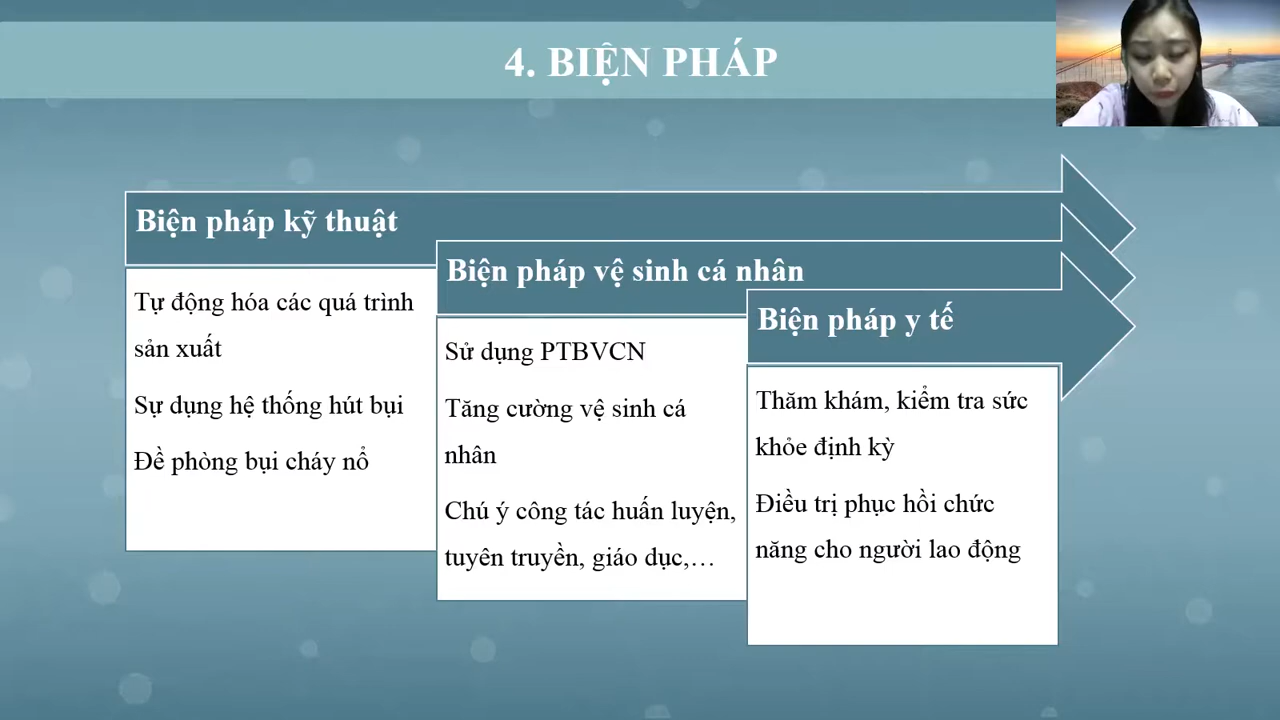 4. BIỆN PHÁP
Biện pháp kỹ thuật
Tự động hóa các quá trình
sản xuất
Sự dụng hệ thống hút bụi
Đề phòng bụi cháy nổ
Biện pháp vệ sinh cá nhân
Sử dụng PTBVCN
Tăng cường vệ sinh cá
nhân
Chú ý công tác huấn luyện,
tuyên truyền, giáo dục,…
Biện pháp y tế
Thăm khám, kiểm tra sức
khỏe định kỳ
Điều trị phục hồi chức
năng cho người lao động